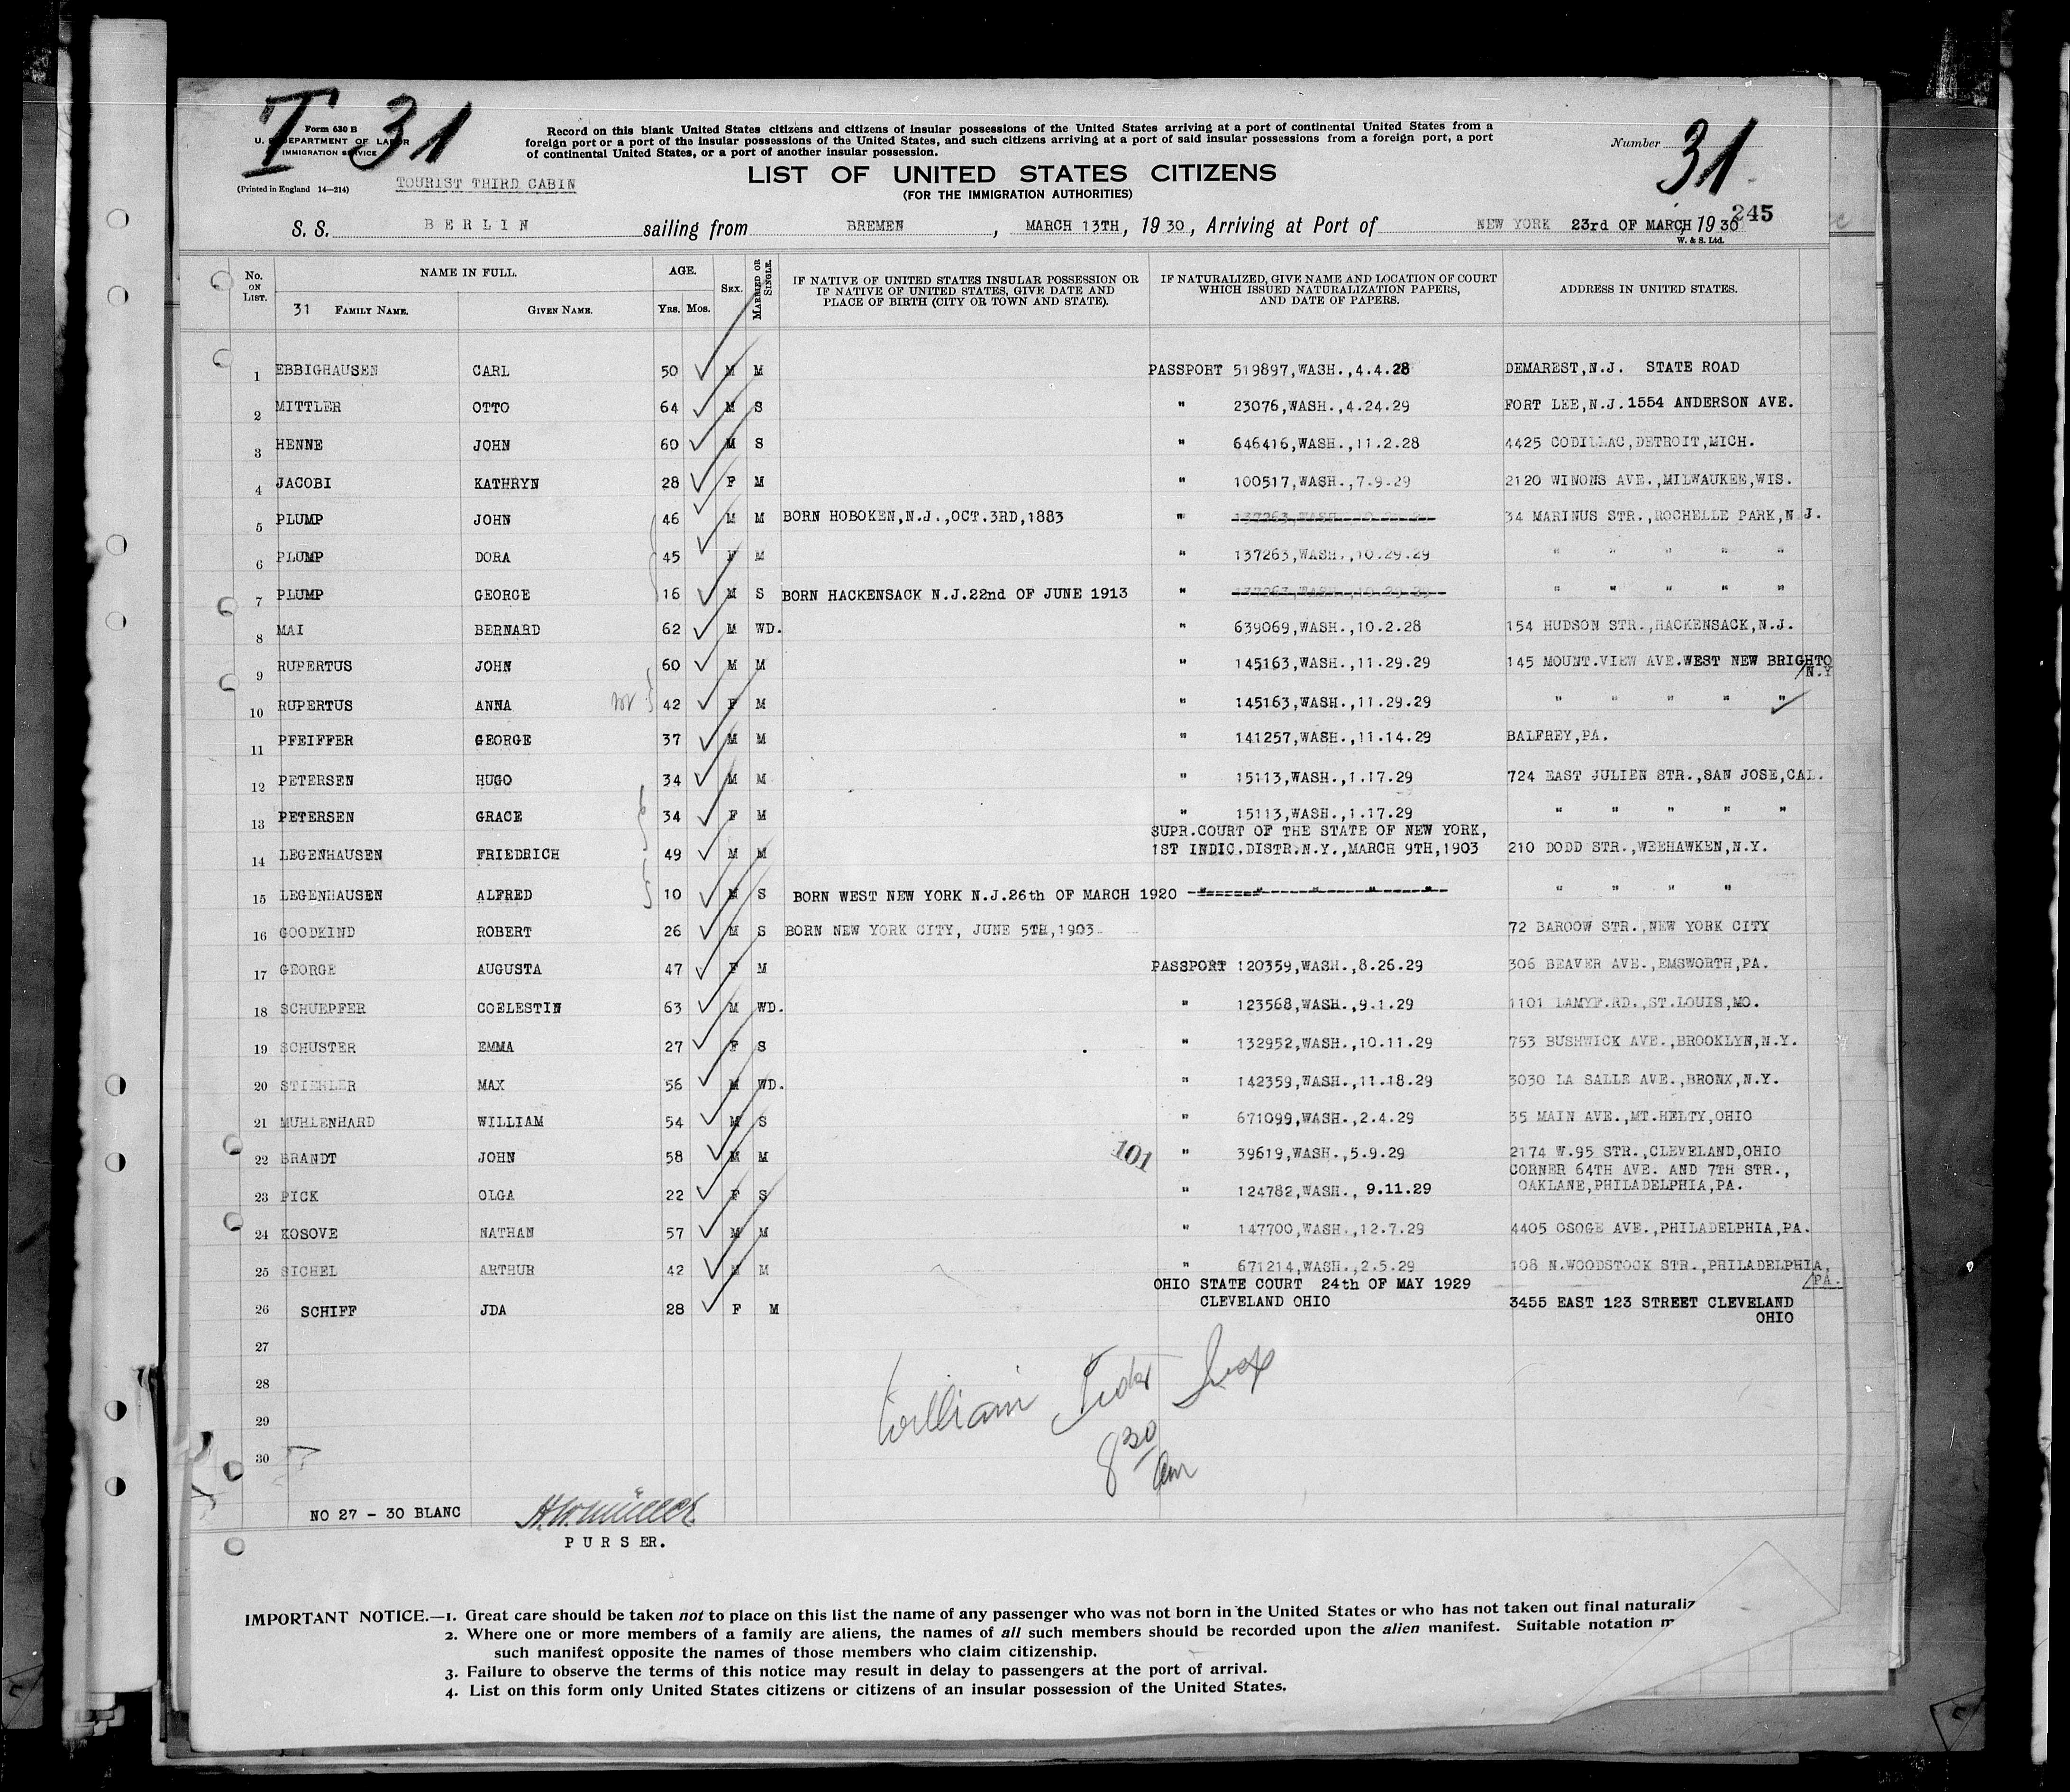 I 31
Form 630 B
U. S. DEPARTMENT OF LABOR
IMMIGRATION SERVICE
(Printed in England 14—214)
TOURIST THIRD CABIN
Record on this blank United States citizens and citizens of insular possessions of the United States arriving at a port of continental United States from a
foreign port or a port of the insular possessions of the United States, and such citizens arriving at a port of said insular possessions from a foreign port, a port
of continental United States, or a port of another insular possession.
LIST OF UNITED STATES CITIZENS
(FOR THE IMMIGRATION AUTHORITIES)
Number 31
245
S. S. BERLIN sailing from BREMEN, MARCH 13TH, 1930, Arriving at Port of NEW YORK 23rd OF MARCH, 1930
W. & S. Ltd.
No. ON LIST. NAME IN FULL. AGE. SEX. MARRIED OR SINGLE. IF NATIVE OF UNITED STATES INSULAR POSSESSION OR IF NATIVE OF UNITED STATES, GIVE DATE AND PLACE OF BIRTH (CITY OR TOWN AND STATE). IF NATURALIZED, GIVE NAME AND LOCATION OF COURT WHICH ISSUED NATURALIZATION PAPERS, AND DATE OF PAPERS. ADDRESS IN UNITED STATES.
31 FAMILY NAME. GIVEN NAME. YRS. MOS.
1 EBBIGHAUSEN CARL 50 M M PASSPORT 519897,WASH.,4.4.28 DEMAREST,N.J. STATE ROAD
2 MITTLER OTTO 64 M S " 23076,WASH.,4.24.29 FORT LEE,N.J.1554 ANDERSON AVE.
3 HENNE JOHN 60 M S " 646416,WASH.,11.2.28 4425 CODILLAC,DETROIT,MICH.
4 JACOBI KATHRYN 28 F M " 100517,WASH.,7.9.29 2120 WINONS AVE.,MILWAUKEE,WIS.
5 PLUMP JOHN 46 M M BORN HOBOKEN,N.J.,OCT.3RD,1883 " 137263,WASH.,10.29.29 34 MARINUS STR.,ROCHELLE PARK,N.J.
6 PLUMP DORA 45 F M " 137263,WASH.,10.29.29 " " " " "
7 PLUMP GEORGE 16 M S BORN HACKENSACK N.J.22nd OF JUNE 1913 " 137263,WASH.,10.29.29 " " " " "
8 MAI BERNARD 62 M WD. " 639069,WASH.,10.2.28 154 HUDSON STR.,HACKENSACK,N.J.
9 RUPERTUS JOHN 60 M M " 145163,WASH.,11.29.29 145 MOUNT.VIEW AVE.WEST NEW BRIGHTO
/N.Y
10 RUPERTUS ANNA 42 F M " 145163,WASH.,11.29.29 " " " " "
11 PFEIFFER GEORGE 37 M M " 141257,WASH.,11.14.29 BALFREY,PA.
12 PETERSEN HUGO 34 M M " 15113,WASH.,1.17.29 724 EAST JULIEN STR.,SAN JOSE,CAL.
13 PETERSEN GRACE 34 F M " 15113,WASH.,1.17.29 " " " " "
SUPR.COURT OF THE STATE OF NEW YORK,
14 LEGENHAUSEN FRIEDRICH 49 M M 1ST INDIC.DISTR.N.Y.,MARCH 9TH,1903 210 DODD STR.,WEEHAWKEN,N.Y.
15 LEGENHAUSEN ALFRED 10 M S BORN WEST NEW YORK N.J.26th OF MARCH 1920 " " " " " " " " "
16 GOODKIND ROBERT 26 M S BORN NEW YORK CITY, JUNE 5TH,1903. 72 BAROOW STR.,NEW YORK CITY
17 GEORGE AUGUSTA 47 F M PASSPORT 120359,WASH.,8.26.29 306 BEAVER AVE.,EMSWORTH,PA.
18 SCHUEPFER COELESTIN 63 M WD. " 123568,WASH.,9.1.29 1101 LAMYF.RD.,ST.LOUIS,MO.
19 SCHUSTER EMMA 27 F S " 132952,WASH.,10.11.29 753 BUSHWICK AVE.,BROOKLYN,N.Y.
20 STIEHLER MAX 56 M WD. " 142359,WASH.,11.18.29 3030 LA SALLE AVE.,BRONX,N.Y.
21 MUHLENHARD WILLIAM 54 M S " 671099,WASH.,2.4.29 35 MAIN AVE.,MT.HELTY,OHIO
22 BRANDT JOHN 58 M M 101 " 39619,WASH.,5.9.29 2174 W.95 STR.,CLEVELAND,OHIO
CORNER 64TH AVE. AND 7TH STR.,
23 PICK OLGA 22 F S " 124782,WASH., 9.11.29 OAKLANE,PHILADELPHIA,PA.
24 KOSOVE NATHAN 57 M M " 147700,WASH.,12.7.29 4405 OSOGE AVE.,PHILADELPHIA,PA.
25 SICHEL ARTHUR 42 M M " 671214,WASH.,2.5.29 108 N.WOODSTOCK STR.,PHILADELPHIA,
/PA.
OHIO STATE COURT 24th OF MAY 1929
26 SCHIFF JDA 28 F M CLEVELAND OHIO 3455 EAST 123 STREET CLEVELAND
OHIO
27
28
29
30
William
8 30
am
NO 27 - 30 BLANC
H.W.Müller
PURSER.
IMPORTANT NOTICE.—1. Great care should be taken not to place on this list the name of any passenger who was not born in the United States or who has not taken out final naturaliz
2. Where one or more members of a family are aliens, the names of all such members should be recorded upon the alien manifest. Suitable notation m
such manifest opposite the names of those members who claim citizenship.
3. Failure to observe the terms of this notice may result in delay to passengers at the port of arrival.
4. List on this form only United States citizens or citizens of an insular possession of the United States.